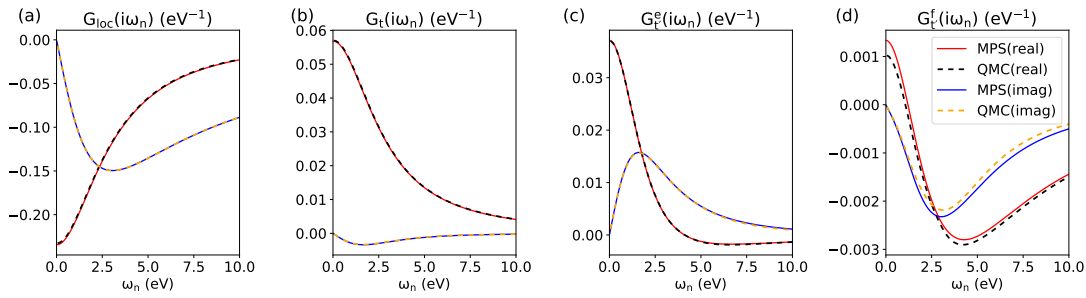 (a) G_loc(iω_n) (eV⁻¹)
0.00
−0.05
−0.10
−0.15
−0.20
0.0 2.5 5.0 7.5 10.0
ω_n (eV)
(b) G_t(iω_n) (eV⁻¹)
0.06
0.05
0.04
0.03
0.02
0.01
0.00
0.0 2.5 5.0 7.5 10.0
ω_n (eV)
(c) G_t′^e(iω_n) (eV⁻¹)
0.03
0.02
0.01
0.00
0.0 2.5 5.0 7.5 10.0
ω_n (eV)
(d) G_t′^f(iω_n) (eV⁻¹)
0.001
0.000
−0.001
−0.002
−0.003
0.0 2.5 5.0 7.5 10.0
ω_n (eV)
MPS(real)
QMC(real)
MPS(imag)
QMC(imag)